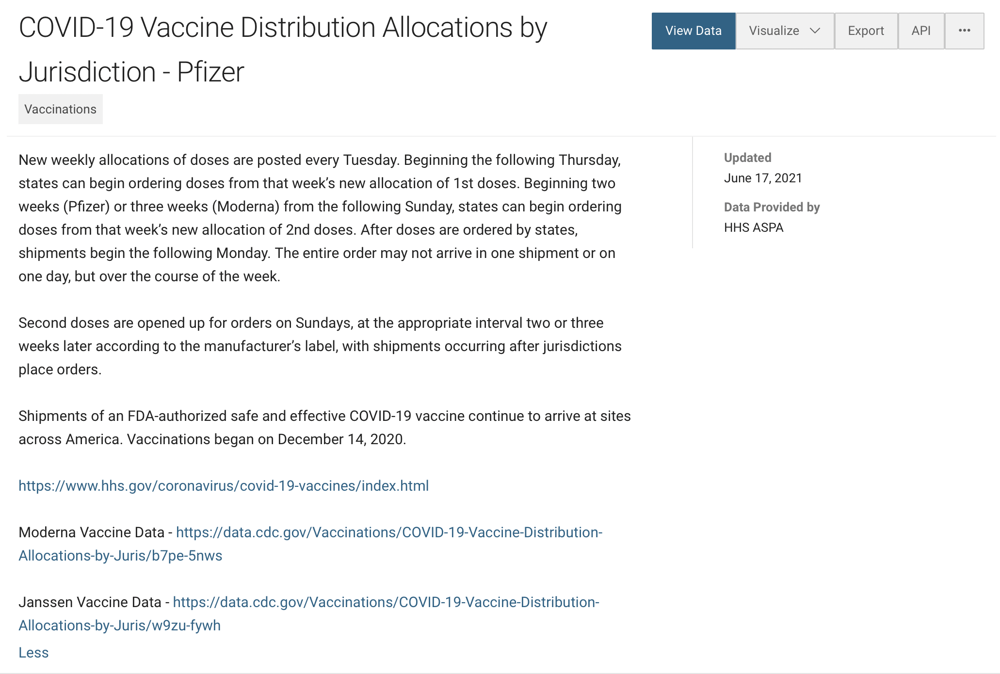 COVID-19 Vaccine Distribution Allocations by
Jurisdiction - Pfizer
View Data
Visualize
Export
API
•••
Vaccinations
New weekly allocations of doses are posted every Tuesday. Beginning the following Thursday,
states can begin ordering doses from that week’s new allocation of 1st doses. Beginning two
weeks (Pfizer) or three weeks (Moderna) from the following Sunday, states can begin ordering
doses from that week’s new allocation of 2nd doses. After doses are ordered by states,
shipments begin the following Monday. The entire order may not arrive in one shipment or on
one day, but over the course of the week.
Second doses are opened up for orders on Sundays, at the appropriate interval two or three
weeks later according to the manufacturer’s label, with shipments occurring after jurisdictions
place orders.
Shipments of an FDA-authorized safe and effective COVID-19 vaccine continue to arrive at sites
across America. Vaccinations began on December 14, 2020.
https://www.hhs.gov/coronavirus/covid-19-vaccines/index.html
Moderna Vaccine Data - https://data.cdc.gov/Vaccinations/COVID-19-Vaccine-Distribution-
Allocations-by-Juris/b7pe-5nws
Janssen Vaccine Data - https://data.cdc.gov/Vaccinations/COVID-19-Vaccine-Distribution-
Allocations-by-Juris/w9zu-fywh
Less
Updated
June 17, 2021
Data Provided by
HHS ASPA